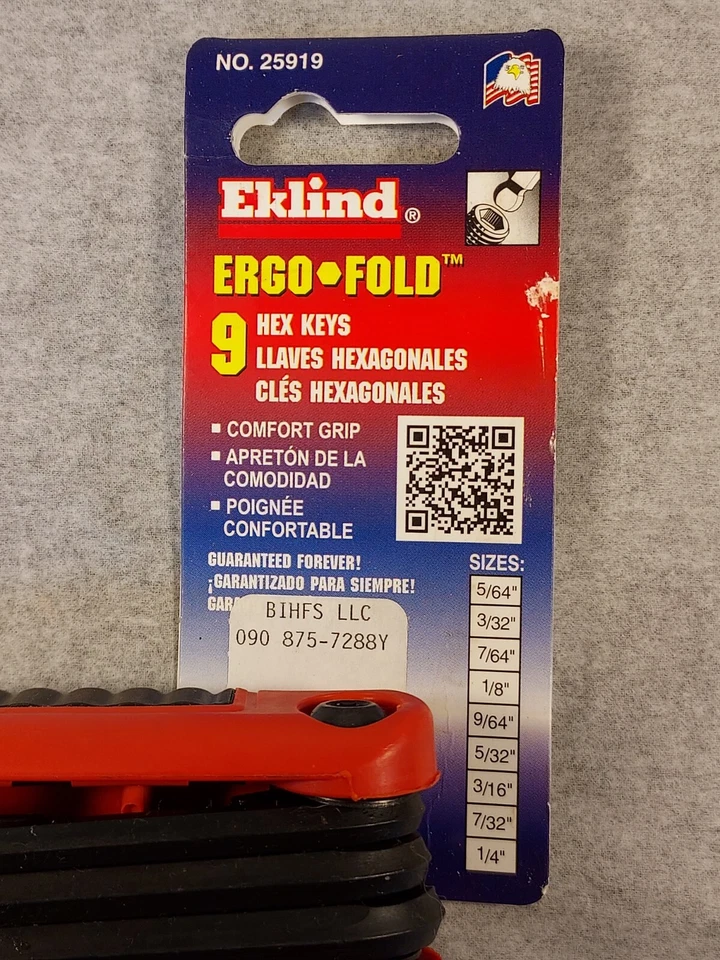 NO. 25919
Eklind®
ERGO FOLD™
9 HEX KEYS
LLAVES HEXAGONALES
CLÉS HEXAGONALES
▪ COMFORT GRIP
▪ APRETÓN DE LA
COMODIDAD
▪ POIGNÉE
CONFORTABLE
GUARANTEED FOREVER!
¡GARANTIZADO PARA SIEMPRE!
BIHFS LLC
090 875-7288Y
SIZES:
5/64"
3/32"
7/64"
1/8"
9/64"
5/32"
3/16"
7/32"
1/4"